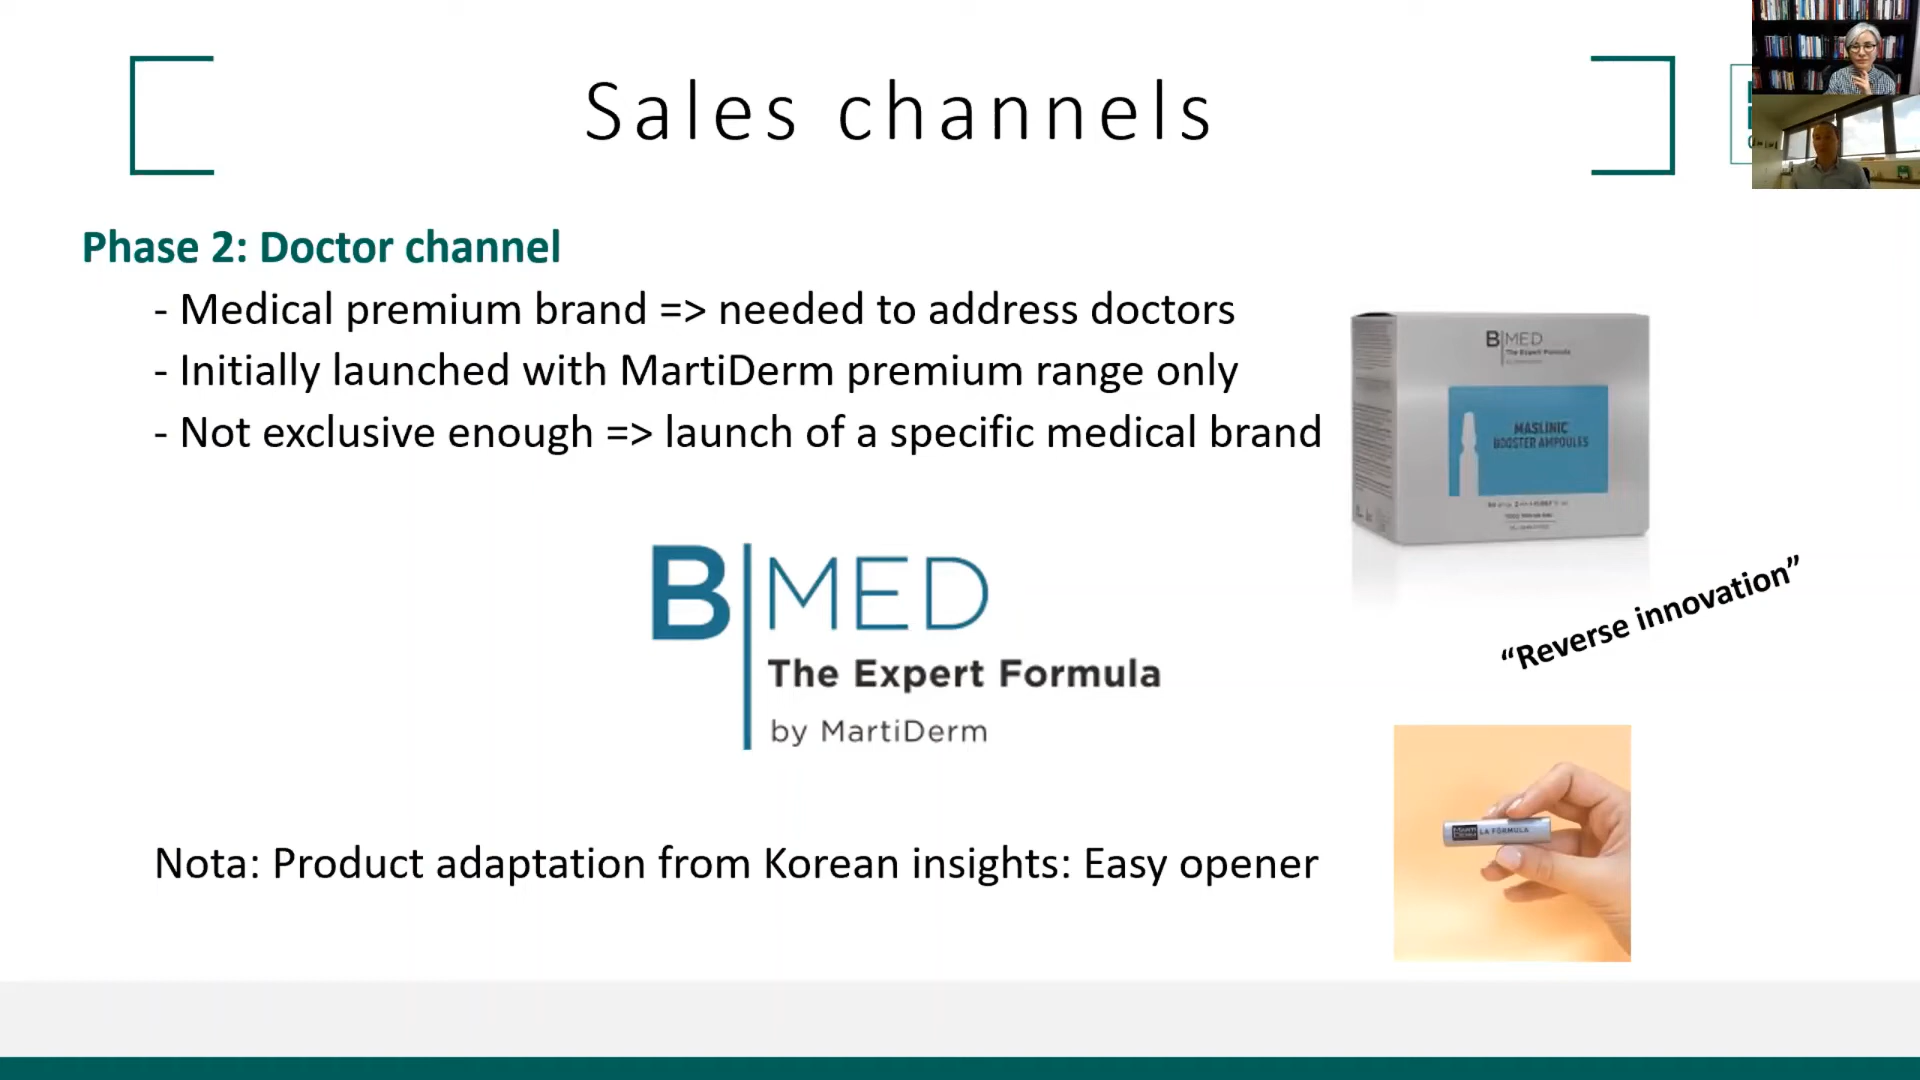 Sales channels
Phase 2: Doctor channel
- Medical premium brand => needed to address doctors
- Initially launched with MartiDerm premium range only
- Not exclusive enough => launch of a specific medical brand
B MED
The Expert Formula
MASLINIC
BOOSTER AMPOULES
“Reverse innovation”
B MED
The Expert Formula
by MartiDerm
LA FORMULA
Nota: Product adaptation from Korean insights: Easy opener